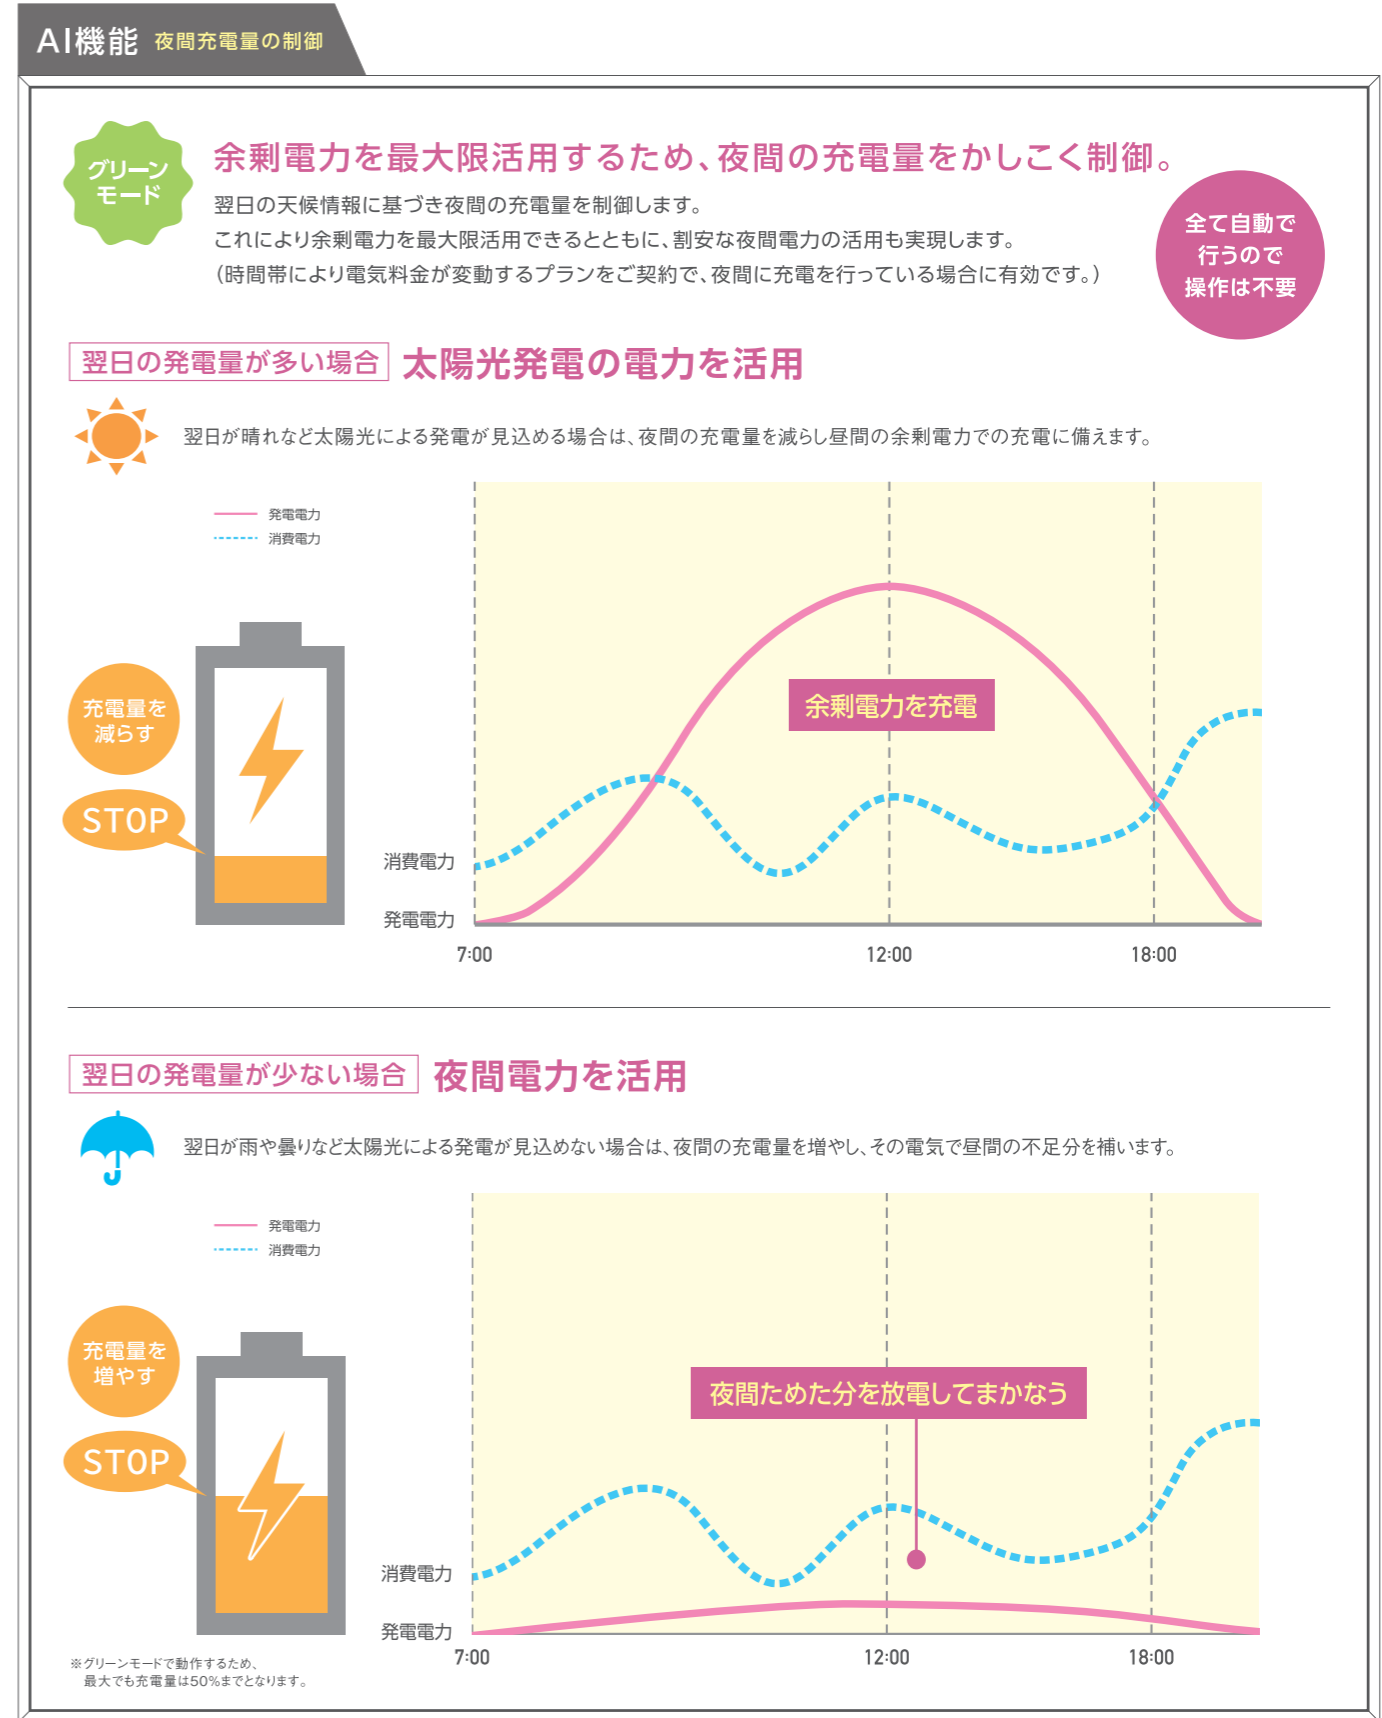 AI機能 夜間充電量の制御
グリーン
モード
余剰電力を最大限活用するため、夜間の充電量をかしこく制御。
翌日の天候情報に基づき夜間の充電量を制御します。
これにより余剰電力を最大限活用できるとともに、割安な夜間電力の活用も実現します。
（時間帯により電気料金が変動するプランをご契約で、夜間に充電を行っている場合に有効です。）
全て自動で
行うので
操作は不要
翌日の発電量が多い場合 太陽光発電の電力を活用
翌日が晴れなど太陽光による発電が見込める場合は、夜間の充電量を減らし昼間の余剰電力での充電に備えます。
発電電力
消費電力
充電量を
減らす
STOP
余剰電力を充電
消費電力
発電電力
7:00 12:00 18:00
翌日の発電量が少ない場合 夜間電力を活用
翌日が雨や曇りなど太陽光による発電が見込めない場合は、夜間の充電量を増やし、その電気で昼間の不足分を補います。
発電電力
消費電力
充電量を
増やす
STOP
夜間ためた分を放電してまかなう
消費電力
発電電力
7:00 12:00 18:00
※グリーンモードで動作するため、
最大でも充電量は50%までとなります。